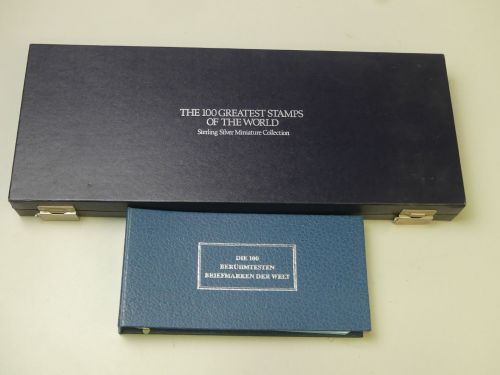 THE 100 GREATEST STAMPS
OF THE WORLD
Sterling Silver Miniature Collection
DIE 100
BERÜHMTESTEN
BRIEFMARKEN DER WELT